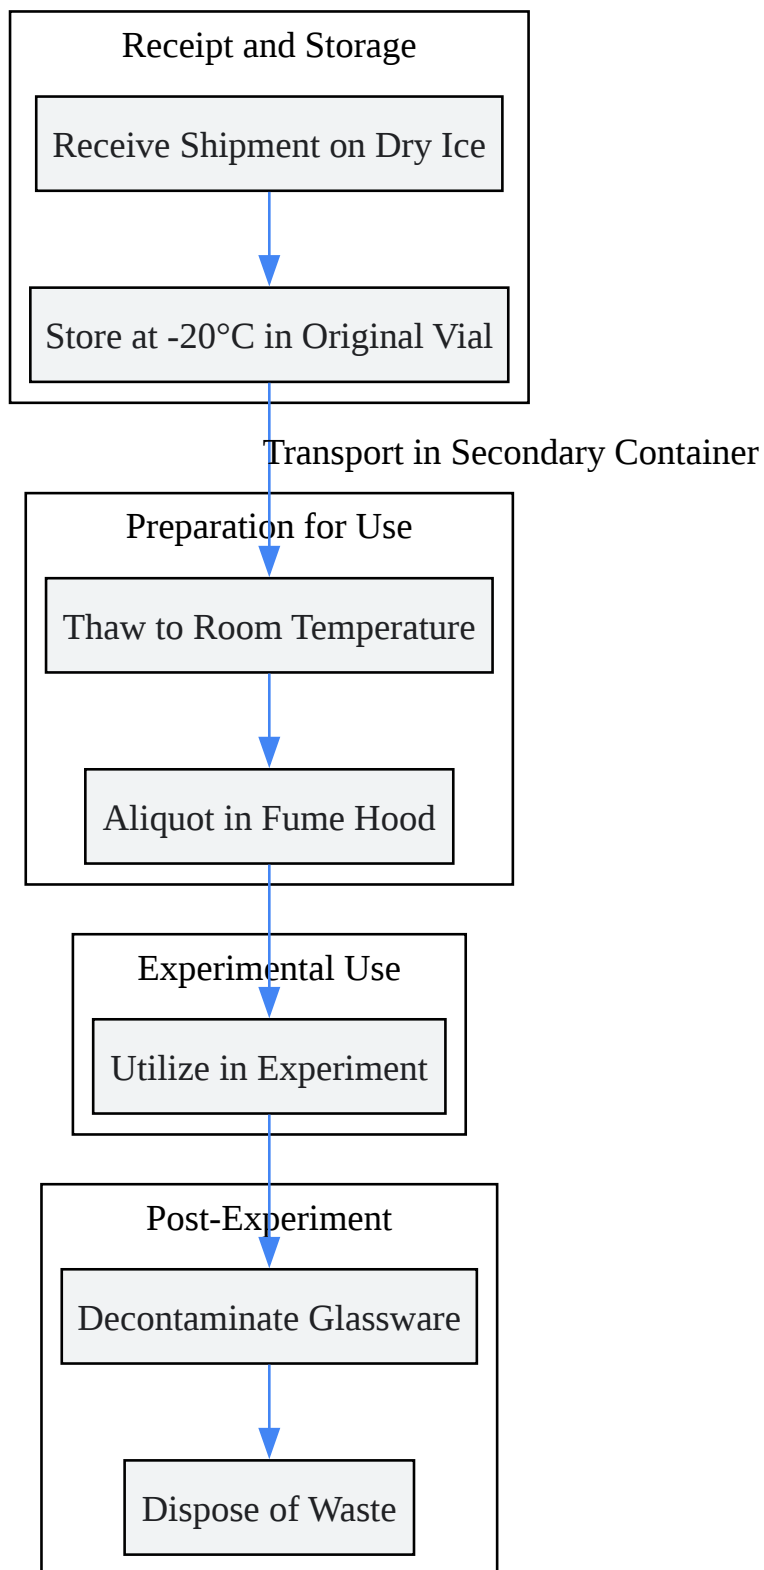 Receipt and Storage
Receive Shipment on Dry Ice
Store at -20°C in Original Vial
Transport in Secondary Container
Preparation for Use
Thaw to Room Temperature
Aliquot in Fume Hood
Experimental Use
Utilize in Experiment
Post-Experiment
Decontaminate Glassware
Dispose of Waste